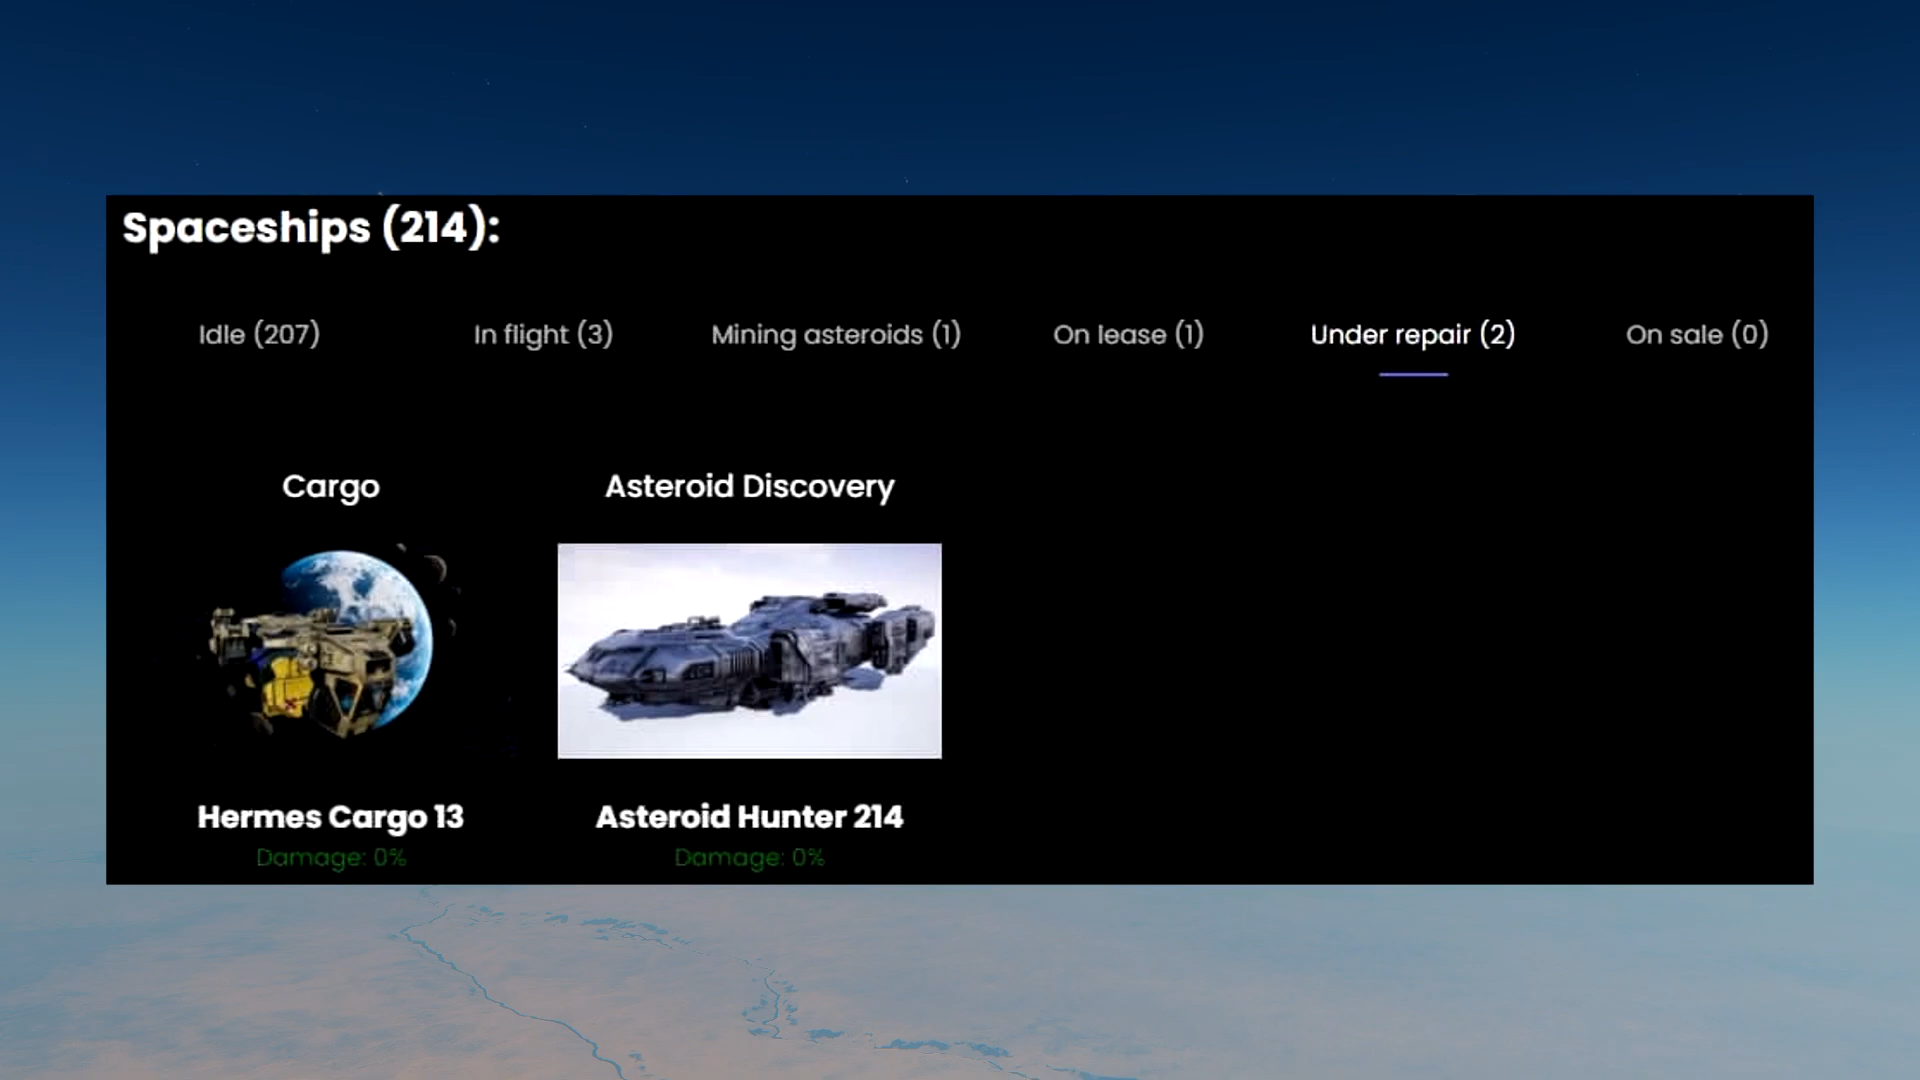 Spaceships (214):
Idle (207) In flight (3) Mining asteroids (1) On lease (1) Under repair (2) On sale (0)
Cargo Asteroid Discovery
Hermes Cargo 13 Asteroid Hunter 214
Damage: 0% Damage: 0%